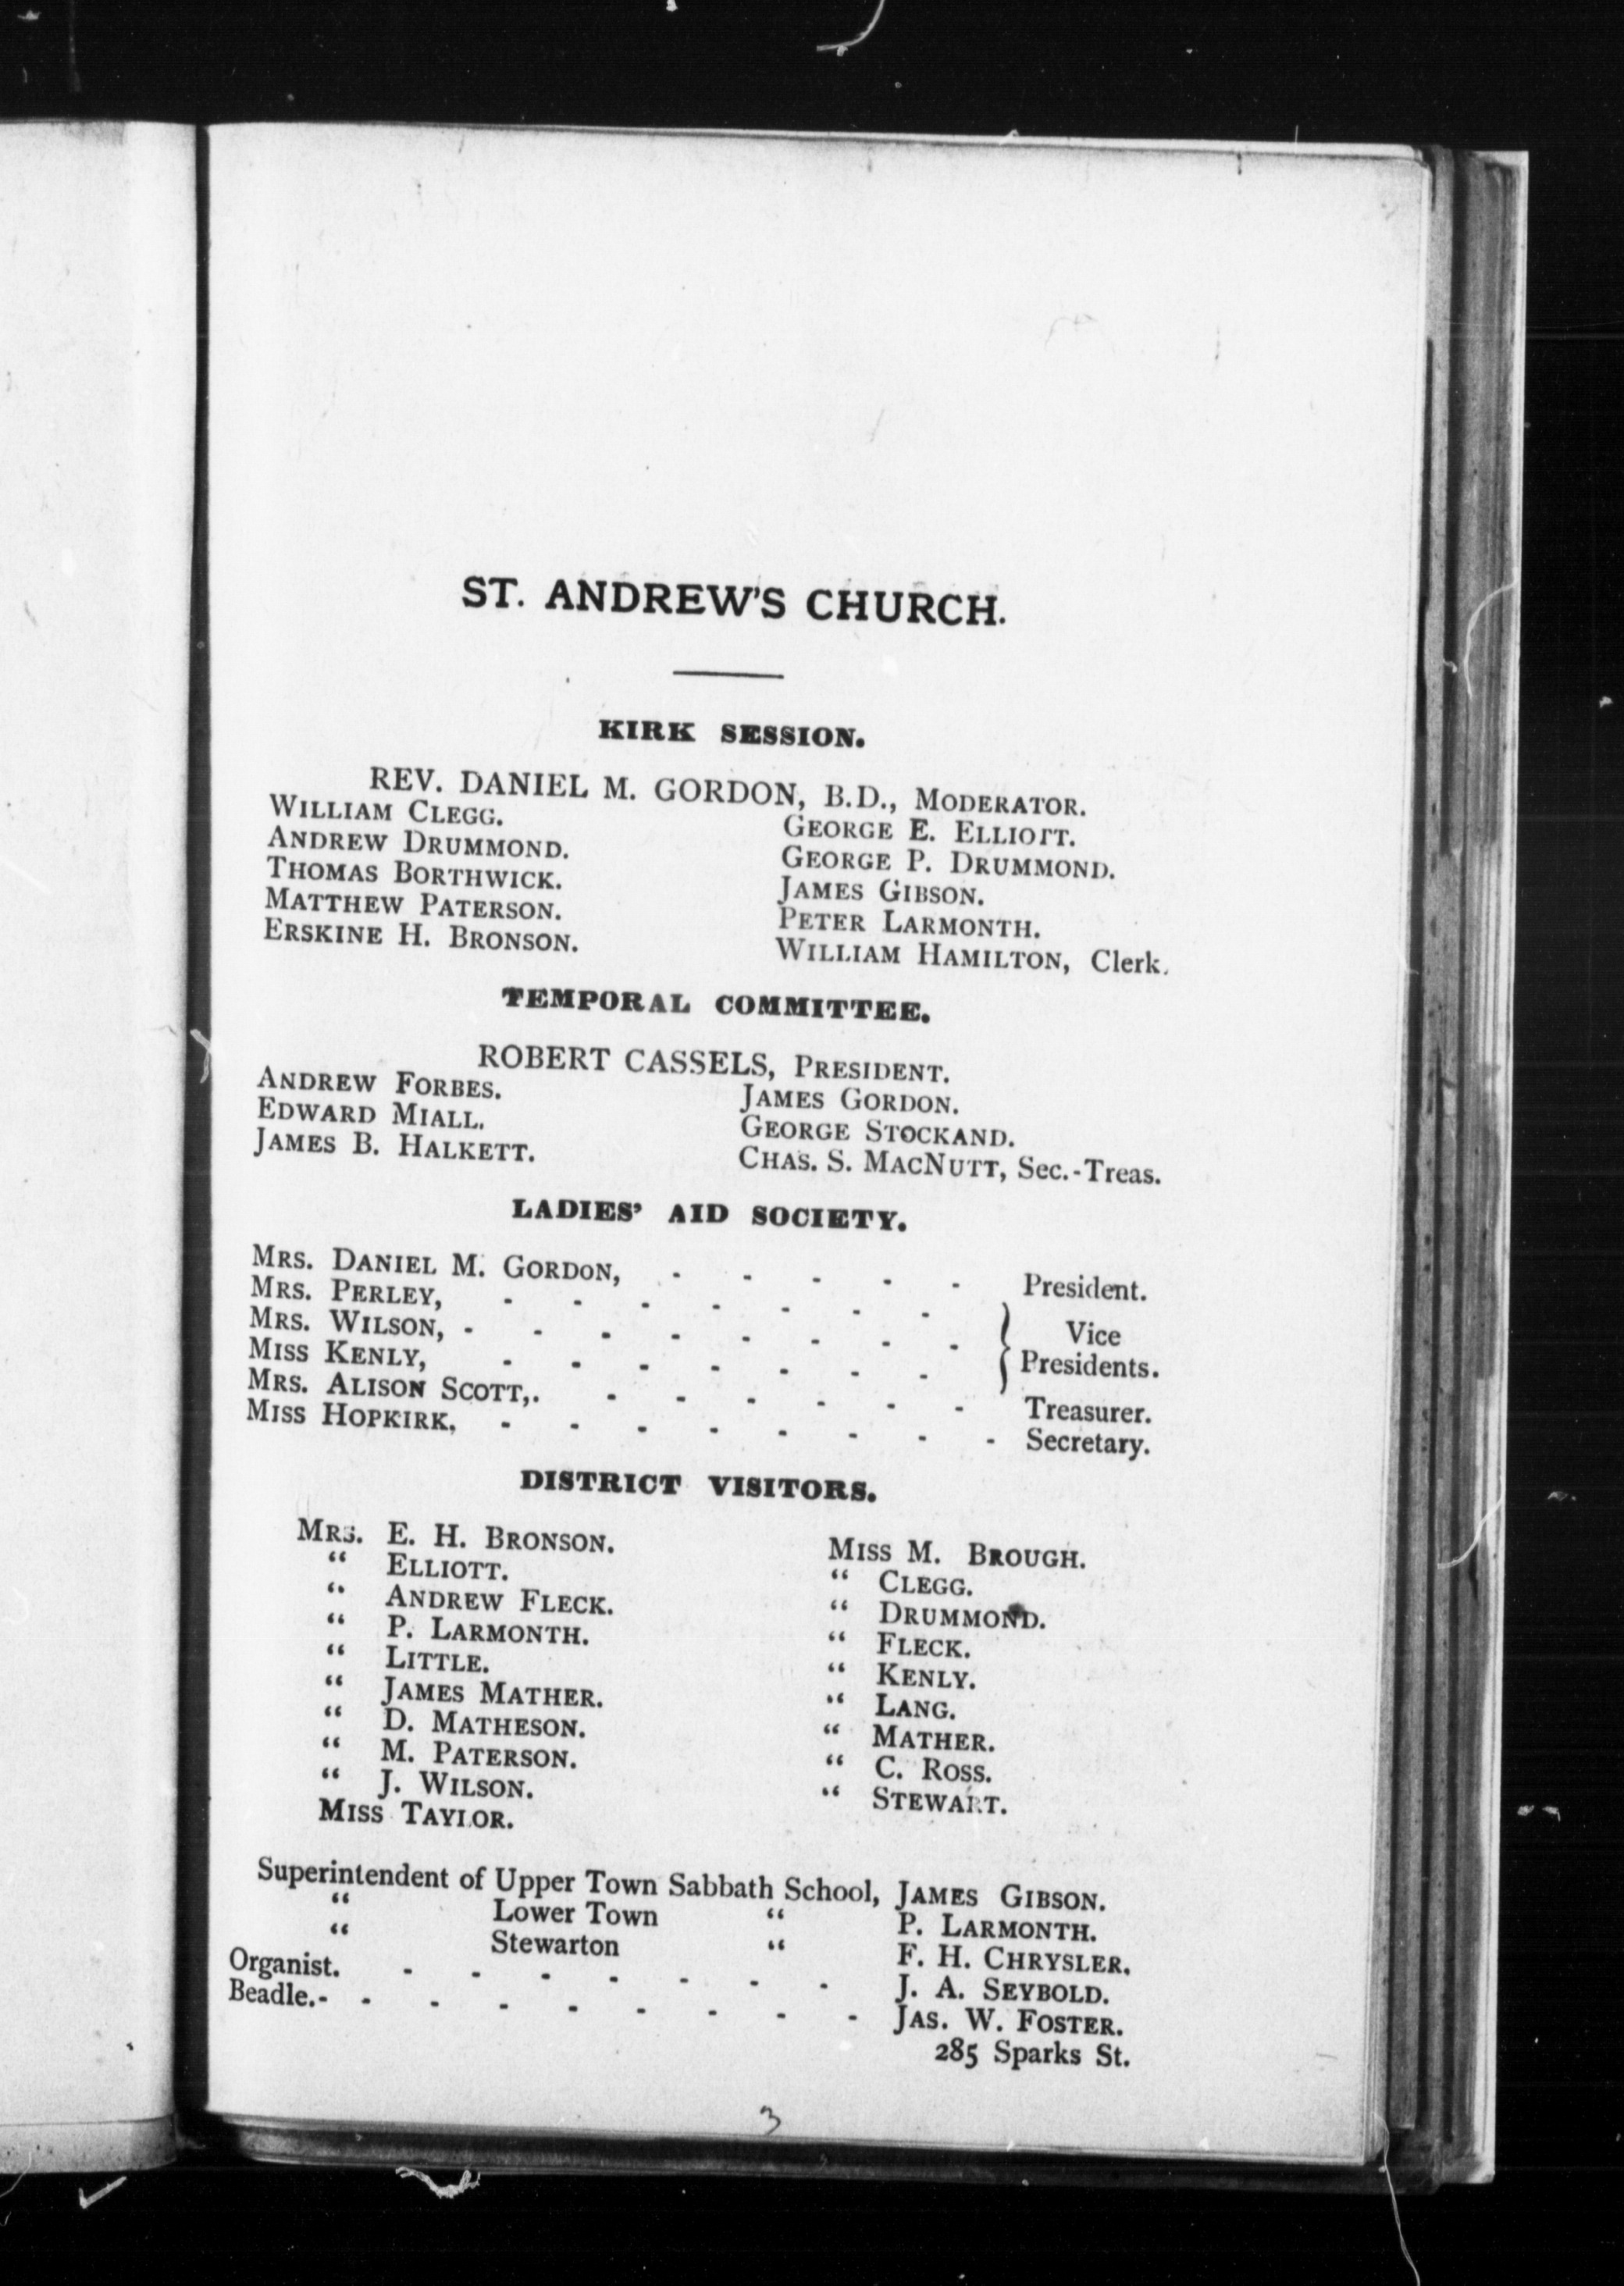 ST. ANDREW'S CHURCH.
KIRK SESSION.
REV. DANIEL M. GORDON, B.D., MODERATOR.
WILLIAM CLEGG. GEORGE E. ELLIOTT.
ANDREW DRUMMOND. GEORGE P. DRUMMOND.
THOMAS BORTHWICK. JAMES GIBSON.
MATTHEW PATERSON. PETER LARMONTH.
ERSKINE H. BRONSON. WILLIAM HAMILTON, Clerk.
TEMPORAL COMMITTEE.
ROBERT CASSELS, PRESIDENT.
ANDREW FORBES. JAMES GORDON.
EDWARD MIALL. GEORGE STOCKAND.
JAMES B. HALKETT. CHAS. S. MACNUTT, Sec.-Treas.
LADIES' AID SOCIETY.
MRS. DANIEL M. GORDON, - - - - - President.
MRS. PERLEY, - - - - - - -
MRS. WILSON, - - - - - - - - } Vice
MISS KENLY, - - - - - - - Presidents.
MRS. ALISON SCOTT,. - - - - - - Treasurer.
MISS HOPKIRK. - - - - - - - - Secretary.
DISTRICT VISITORS.
MRS. E. H. BRONSON. MISS M. BROUGH.
“ ELLIOTT. “ CLEGG.
“ ANDREW FLECK. “ DRUMMOND.
“ P. LARMONTH. “ FLECK.
“ LITTLE. “ KENLY.
“ JAMES MATHER. “ LANG.
“ D. MATHESON. “ MATHER.
“ M. PATERSON. “ C. ROSS.
“ J. WILSON. “ STEWART.
MISS TAYLOR.
Superintendent of Upper Town Sabbath School, JAMES GIBSON.
“ Lower Town “ P. LARMONTH.
“ Stewarton “ F. H. CHRYSLER.
Organist. - - - - - - - J. A. SEYBOLD.
Beadle.- - - - - - - - - JAS. W. FOSTER.
285 Sparks St.
3